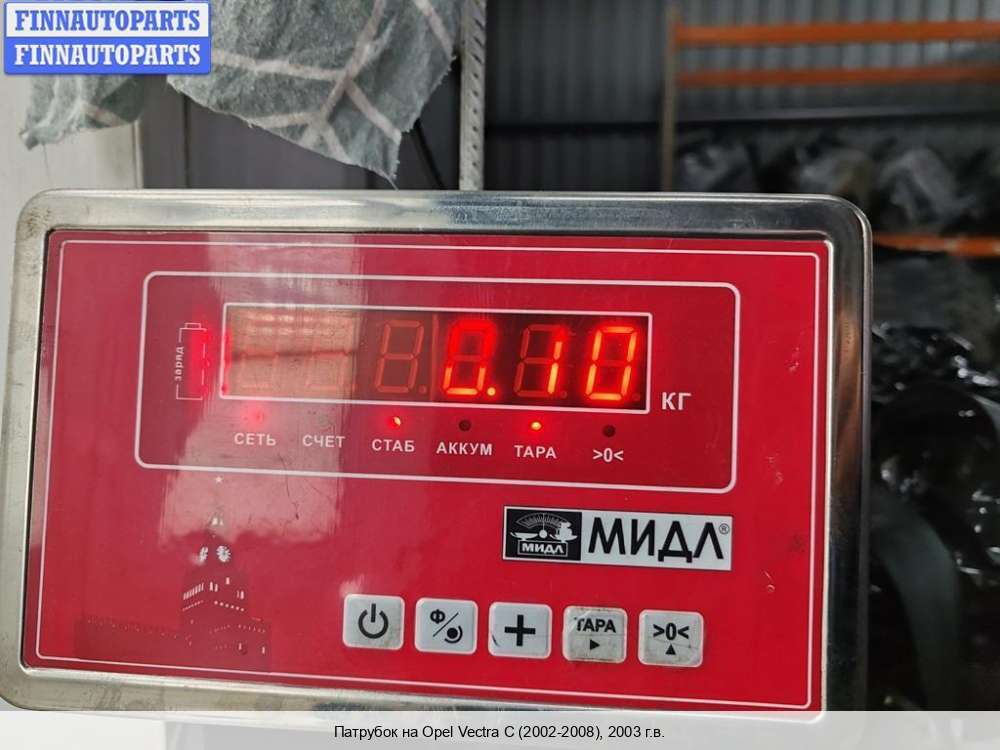 FINNAUTOPARTS
FINNAUTOPARTS
заряд
0.10
КГ
СЕТЬ СЧЕТ СТАБ АККУМ ТАРА >0<
МИДЛ МИДЛ®
Ф ТАРА >0<
Патрубок на Opel Vectra C (2002-2008), 2003 г.в.